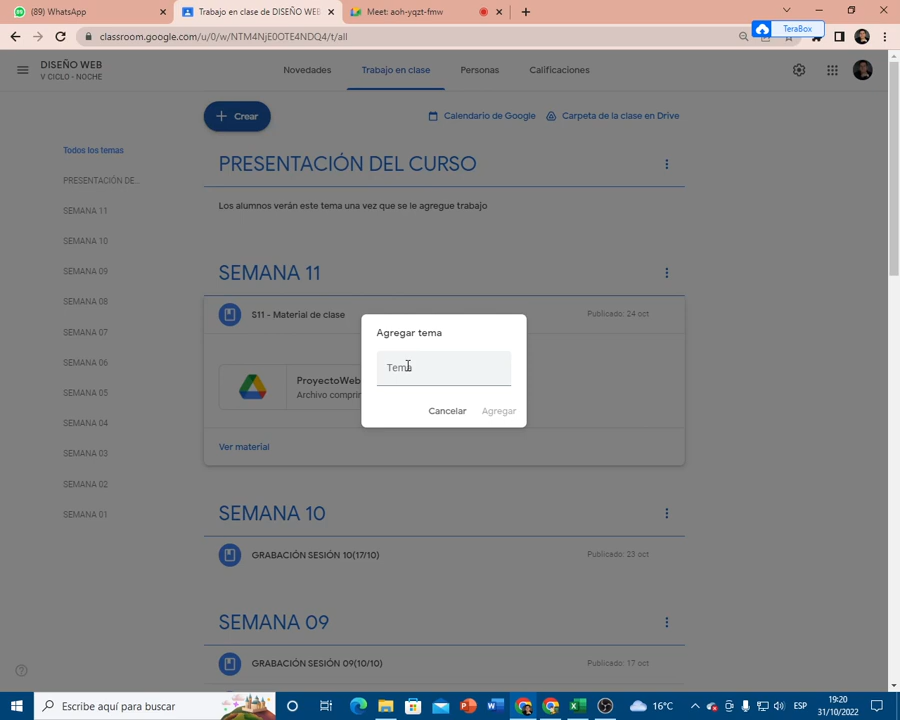 (89) WhatsApp
Trabajo en clase de DISEÑO WEB
Meet: aoh-yqzt-fmw
classroom.google.com/u/0/w/NTM4NjE0OTE4NDQ4/t/all
TeraBox
DISEÑO WEB
V CICLO - NOCHE
Novedades
Trabajo en clase
Personas
Calificaciones
Crear
Calendario de Google
Carpeta de la clase en Drive
Todos los temas
PRESENTACIÓN DE...
SEMANA 11
SEMANA 10
SEMANA 09
SEMANA 08
SEMANA 07
SEMANA 06
SEMANA 05
SEMANA 04
SEMANA 03
SEMANA 02
SEMANA 01
PRESENTACIÓN DEL CURSO
Los alumnos verán este tema una vez que se le agregue trabajo
SEMANA 11
S11 - Material de clase
Publicado: 24 oct
ProyectoWeb
Archivo comprin
Ver material
Agregar tema
Tema
Cancelar
Agregar
SEMANA 10
GRABACIÓN SESIÓN 10(17/10)
Publicado: 23 oct
SEMANA 09
GRABACIÓN SESIÓN 09(10/10)
Publicado: 17 oct
Escribe aquí para buscar
16°C
ESP
19:20
31/10/2022